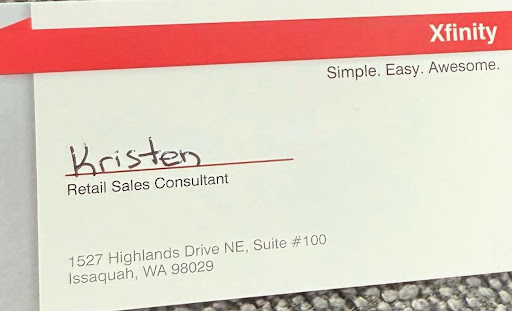 Xfinity
Simple. Easy. Awesome.
Kristen
Retail Sales Consultant
1527 Highlands Drive NE, Suite #100
Issaquah, WA 98029